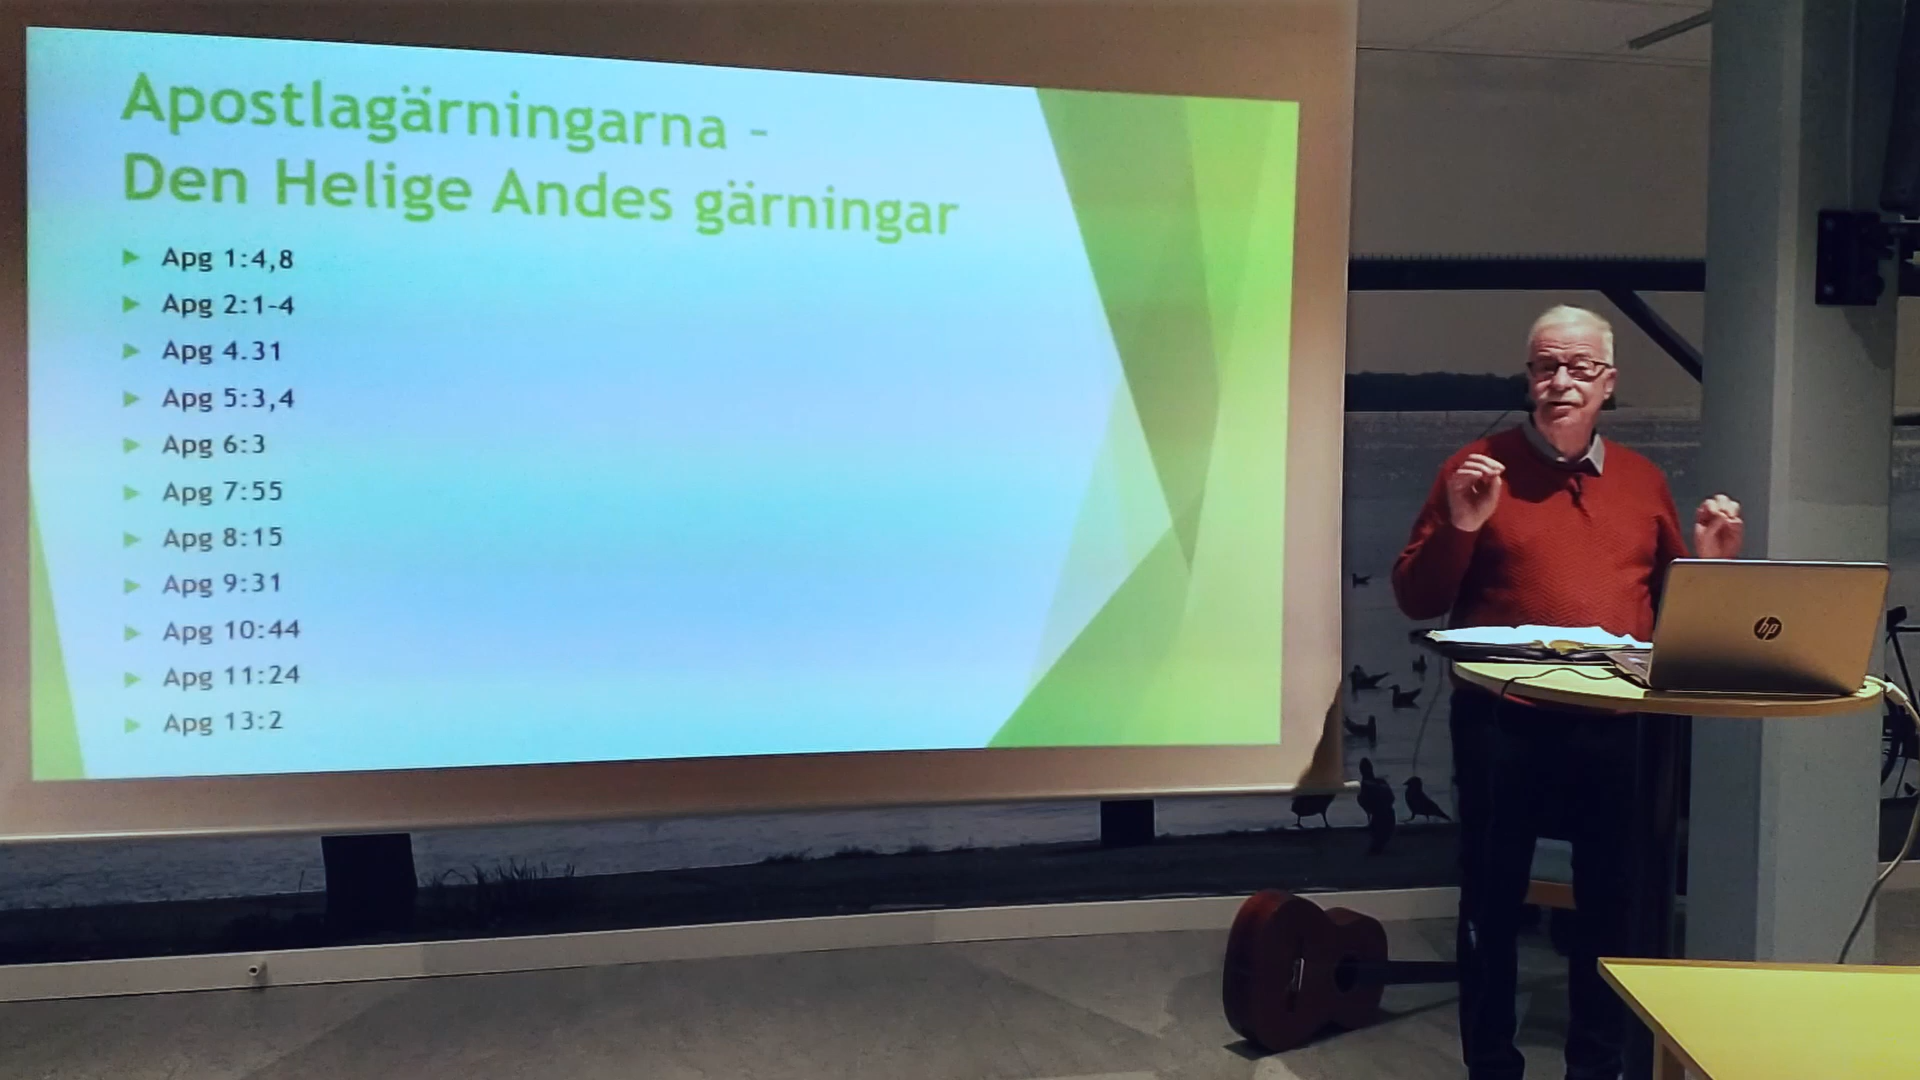 Apostlagärningarna -
Den Helige Andes gärningar
Apg 1:4,8
Apg 2:1-4
Apg 4.31
Apg 5:3,4
Apg 6:3
Apg 7:55
Apg 8:15
Apg 9:31
Apg 10:44
Apg 11:24
Apg 13:2
hp